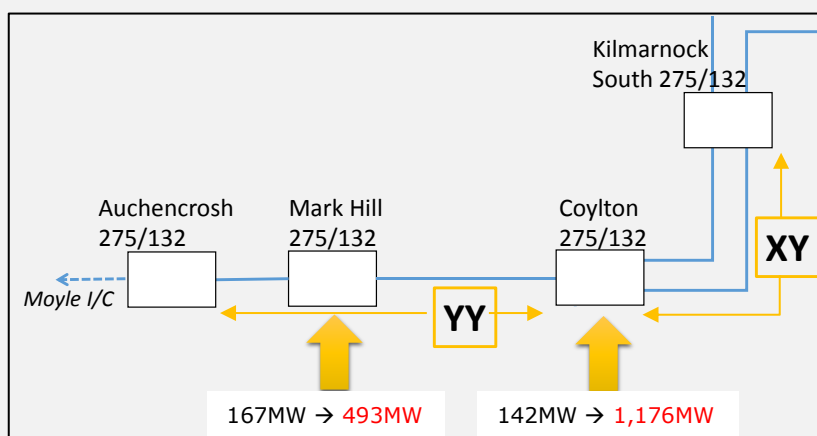 Kilmarnock
South 275/132
Auchencrosh
275/132
Mark Hill
275/132
Coylton
275/132
XY
Moyle I/C
YY
167MW → 493MW
142MW → 1,176MW